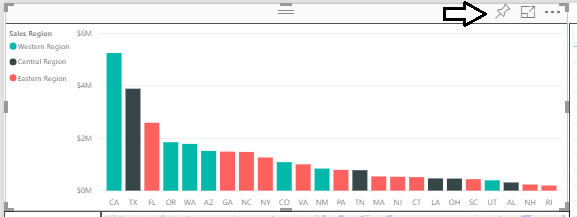 Sales Region
Western Region
Central Region
Eastern Region
$6M
$4M
$2M
$0M
CA TX FL OR WA AZ GA NC NY CO VA NM PA TN MA NJ CT LA OH SC UT AL NH RI